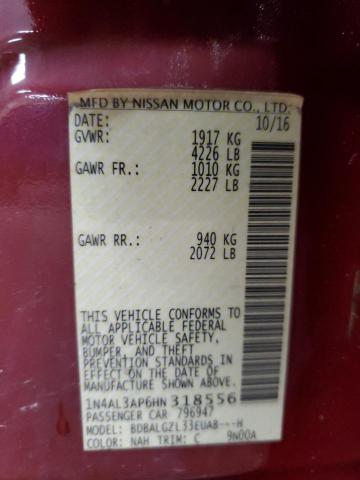 MFD BY NISSAN MOTOR CO., LTD.
DATE: 10/16
GVWR: 1917 KG
4226 LB
GAWR FR.: 1010 KG
2227 LB
GAWR RR.: 940 KG
2072 LB
THIS VEHICLE CONFORMS TO
ALL APPLICABLE FEDERAL
MOTOR VEHICLE SAFETY,
BUMPER, AND THEFT
PREVENTION STANDARDS IN
EFFECT ON THE DATE OF
MANUFACTURE SHOWN ABOVE.
1N4AL3AP6HN318556
PASSENGER CAR 796947
MODEL: BDBALGZL33EUAB---H
COLOR: NAH TRIM: C 9N00A